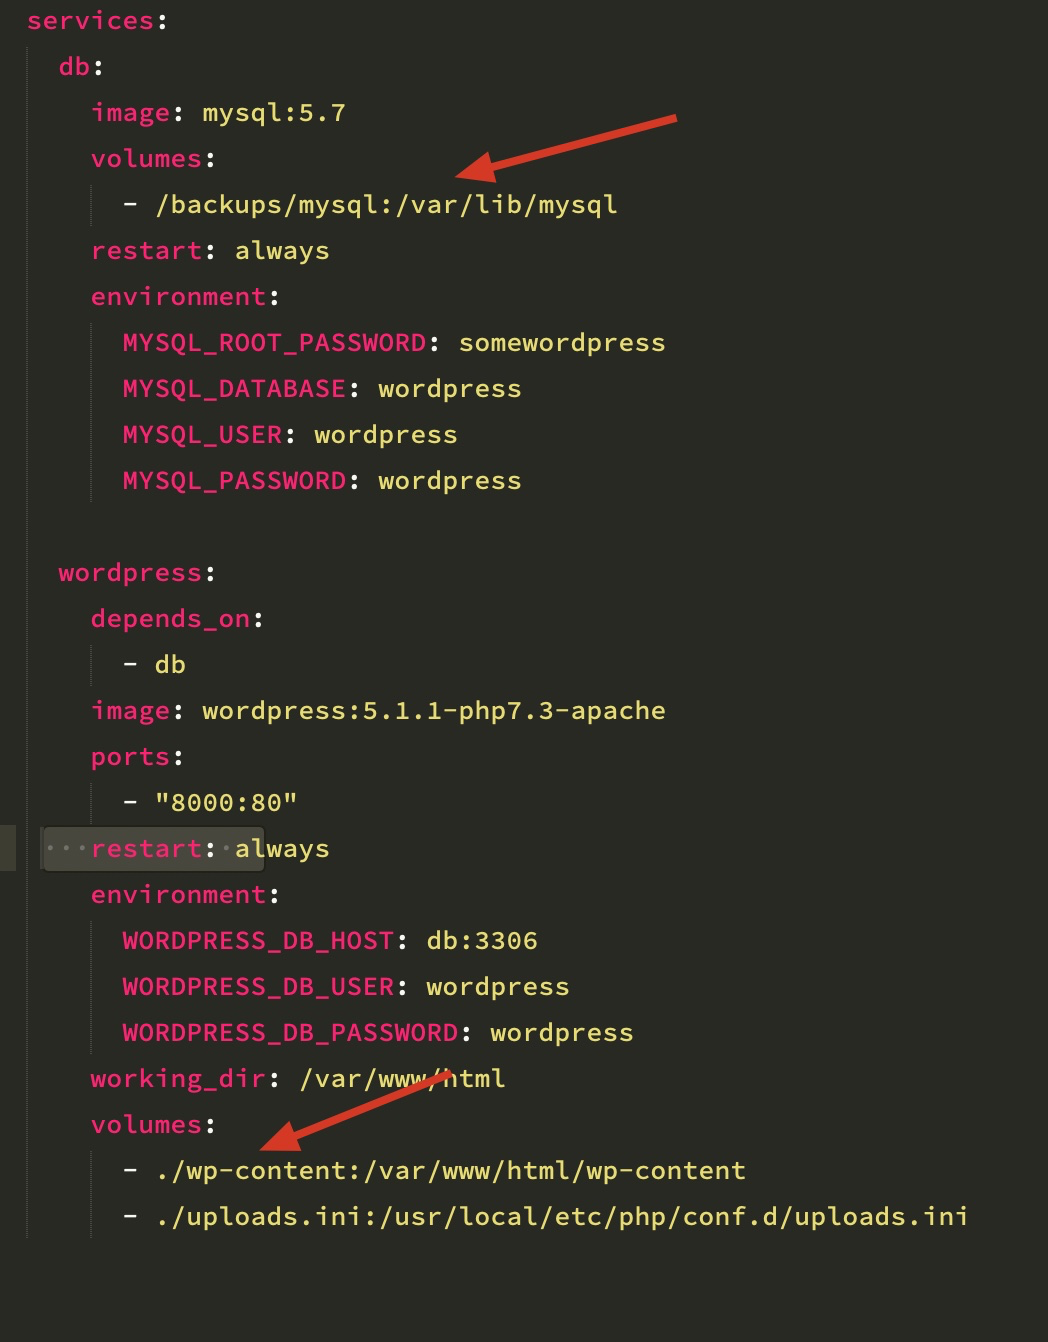 services:
db:
image: mysql:5.7
volumes:
- /backups/mysql:/var/lib/mysql
restart: always
environment:
MYSQL_ROOT_PASSWORD: somewordpress
MYSQL_DATABASE: wordpress
MYSQL_USER: wordpress
MYSQL_PASSWORD: wordpress
wordpress:
depends_on:
- db
image: wordpress:5.1.1-php7.3-apache
ports:
- "8000:80"
restart: always
environment:
WORDPRESS_DB_HOST: db:3306
WORDPRESS_DB_USER: wordpress
WORDPRESS_DB_PASSWORD: wordpress
working_dir: /var/www/html
volumes:
- ./wp-content:/var/www/html/wp-content
- ./uploads.ini:/usr/local/etc/php/conf.d/uploads.ini